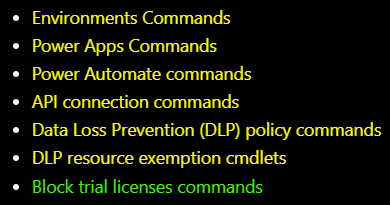 Environments Commands
Power Apps Commands
Power Automate commands
API connection commands
Data Loss Prevention (DLP) policy commands
DLP resource exemption cmdlets
Block trial licenses commands